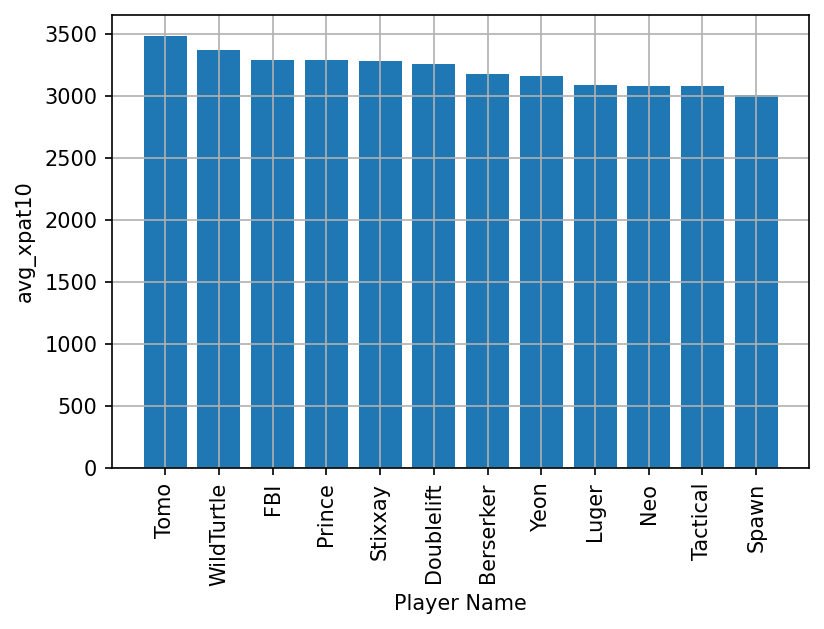 3500
3000
2500
2000
1500
1000
500
0
avg_xpat10
Tomo
WildTurtle
FBI
Prince
Stixxay
Doublelift
Berserker
Yeon
Luger
Neo
Tactical
Spawn
Player Name